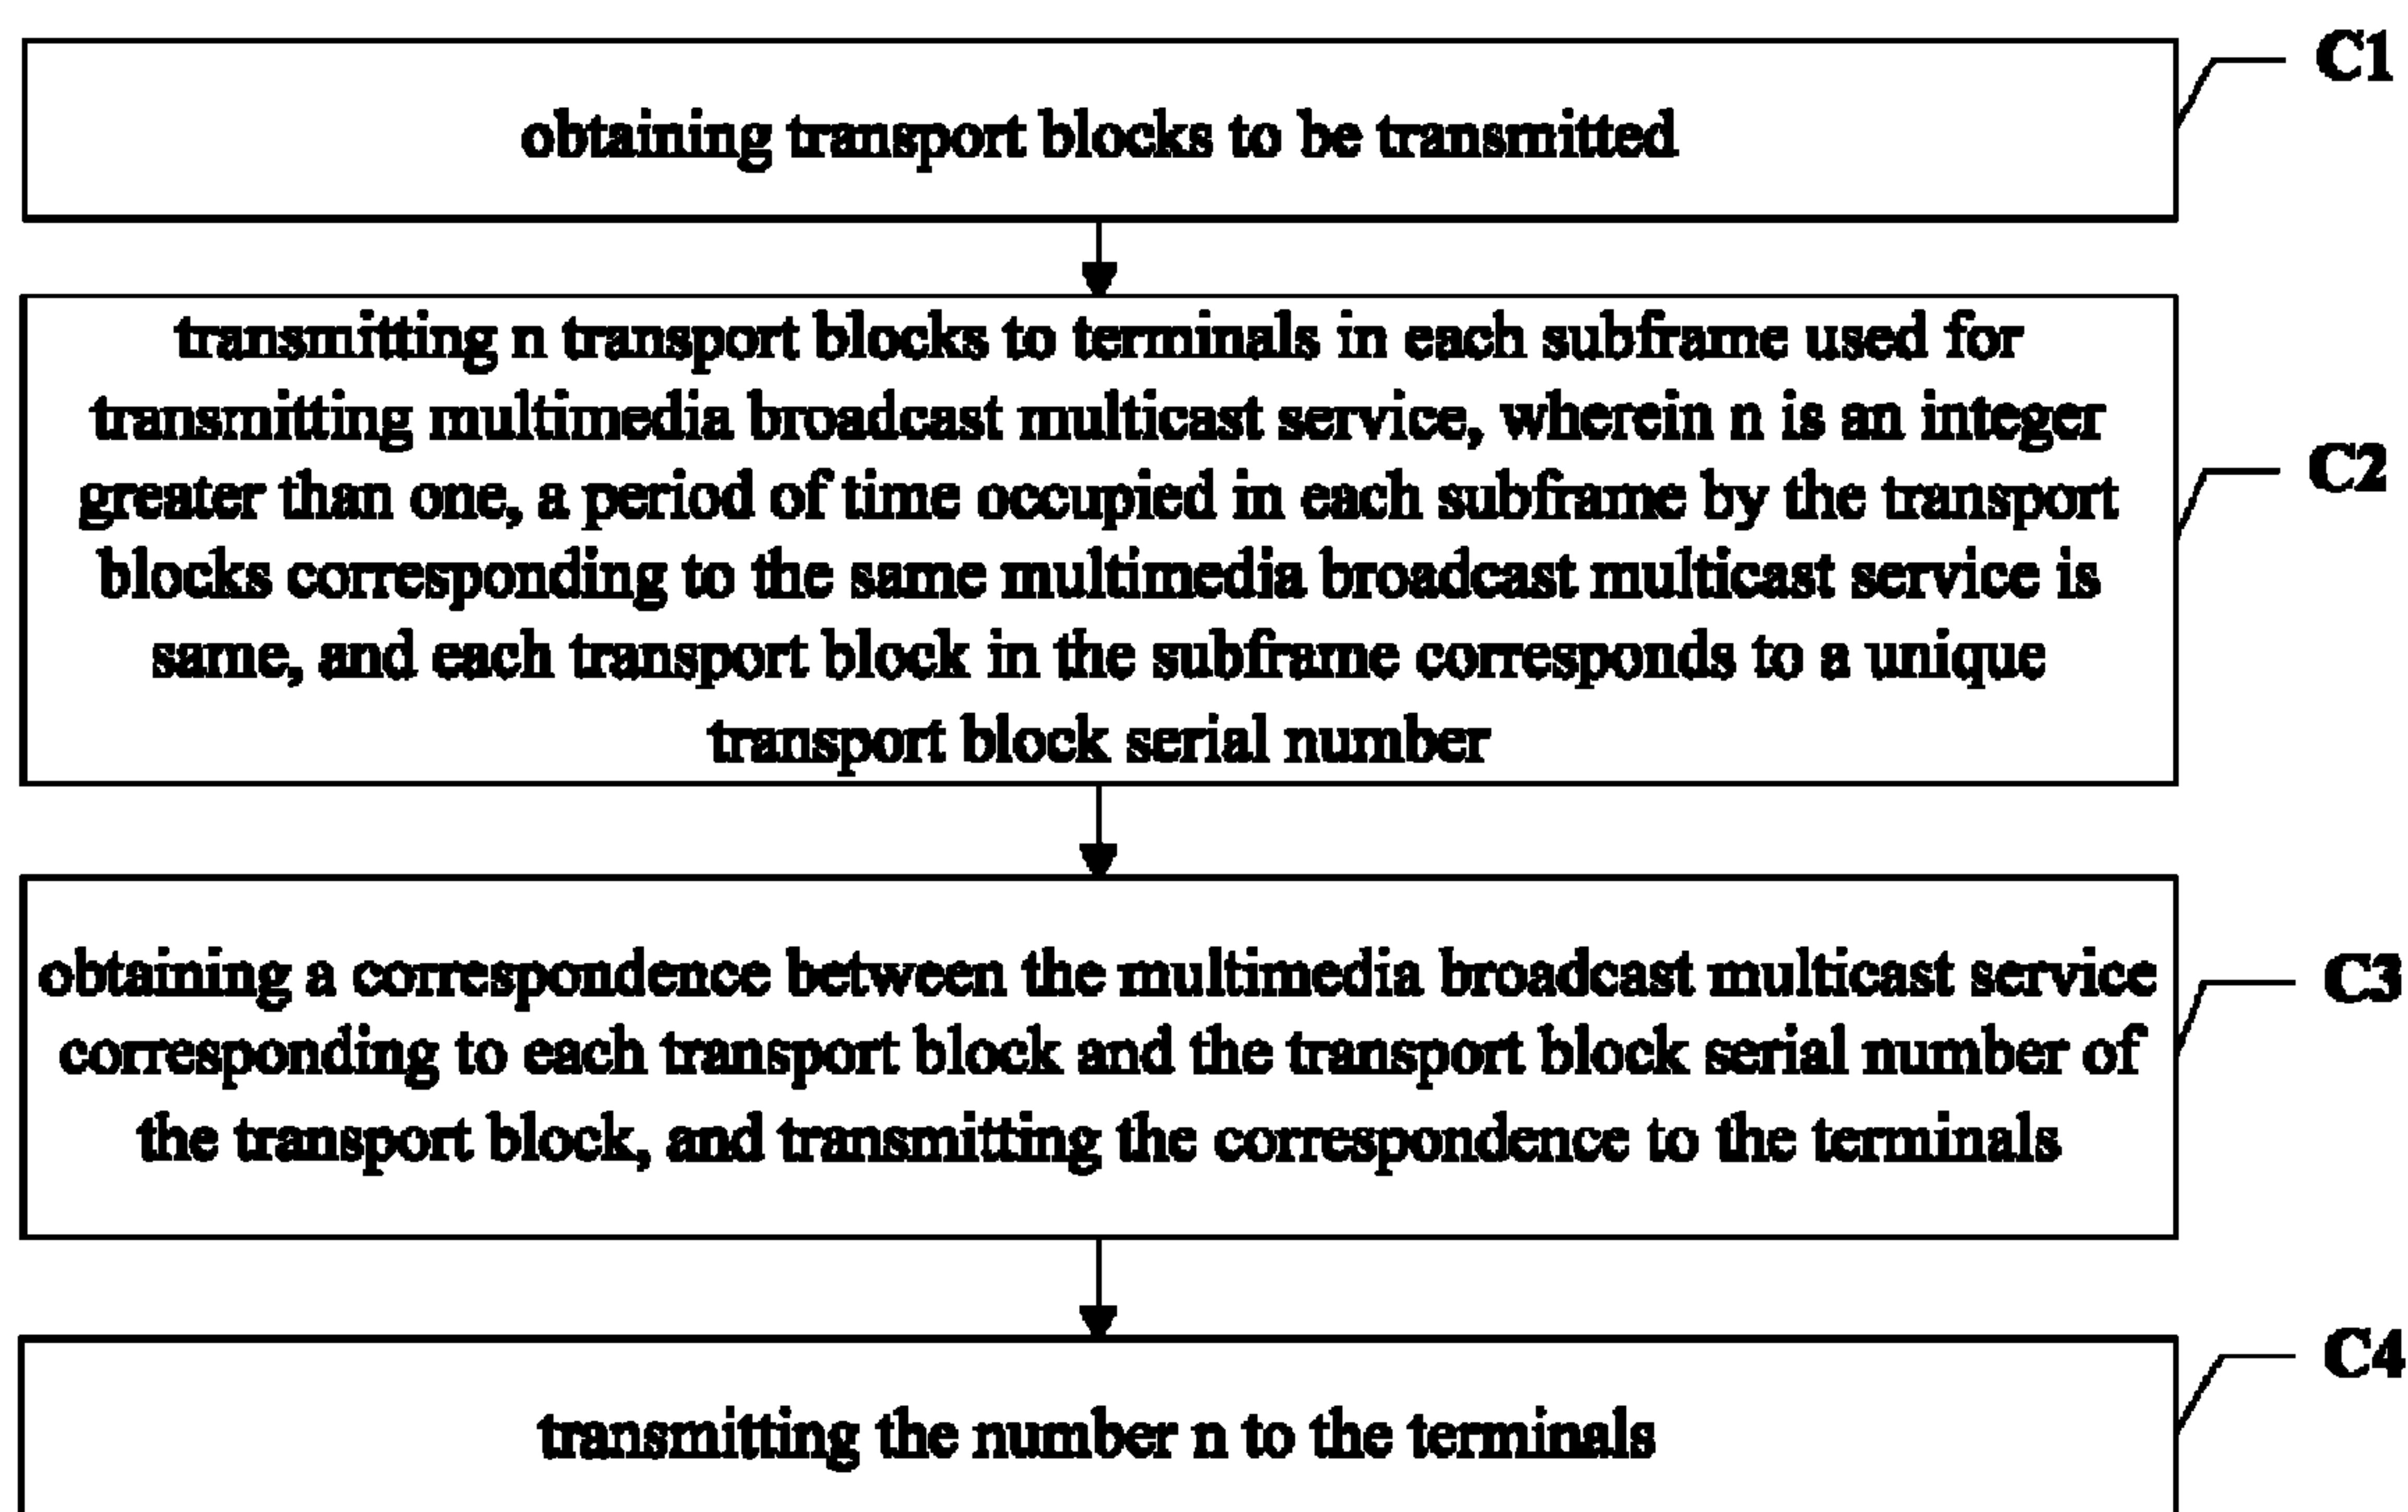 C1
obtaining transport blocks to be transmitted
transmitting n transport blocks to terminals in each subframe used for
transmitting multimedia broadcast multicast service, wherein n is an integer
greater than one, a period of time occupied in each subframe by the transport
blocks corresponding to the same multimedia broadcast multicast service is
same, and each transport block in the subframe corresponds to a unique
transport block serial number
C2
obtaining a correspondence between the multimedia broadcast multicast service
corresponding to each transport block and the transport block serial number of
the transport block, and transmitting the correspondence to the terminals
C3
C4
transmitting the number n to the terminals